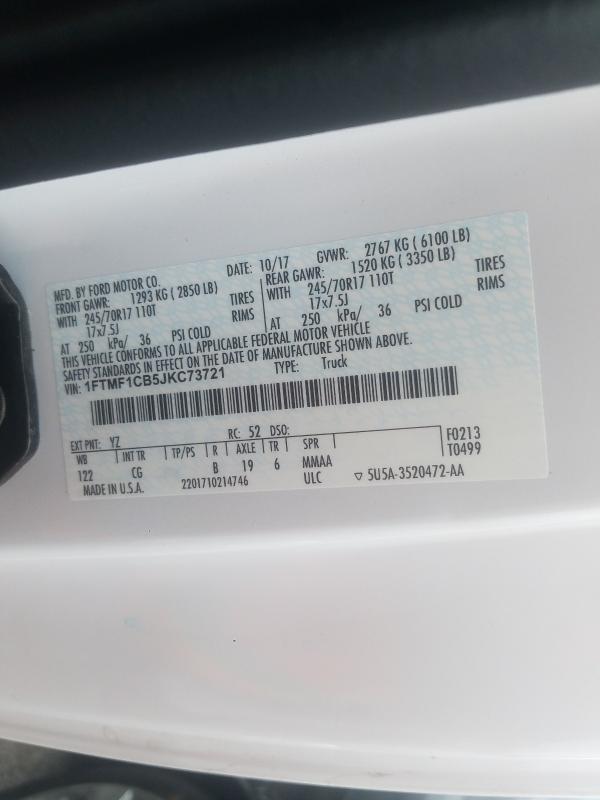 MFD. BY FORD MOTOR CO. DATE: 10/17 GVWR: 2767 KG ( 6100 LB)
FRONT GAWR: 1293 KG ( 2850 LB) REAR GAWR: 1520 KG ( 3350 LB)
WITH 245/70R17 110T TIRES WITH 245/70R17 110T TIRES
17x7.5J RIMS 17x7.5J RIMS
AT 250 kPa/ 36 PSI COLD AT 250 kPa/ 36 PSI COLD
THIS VEHICLE CONFORMS TO ALL APPLICABLE FEDERAL MOTOR VEHICLE
SAFETY STANDARDS IN EFFECT ON THE DATE OF MANUFACTURE SHOWN ABOVE.
VIN: 1FTMF1CB5JKC73721 TYPE: Truck
EXT PNT: YZ RC: 52 DSO: F0213
WB INT TR TP/PS R AXLE TR SPR T0499
122 CG B 19 6 MMAA
MADE IN U.S.A. 2201710214746 ULC ▽ 5U5A-3520472-AA